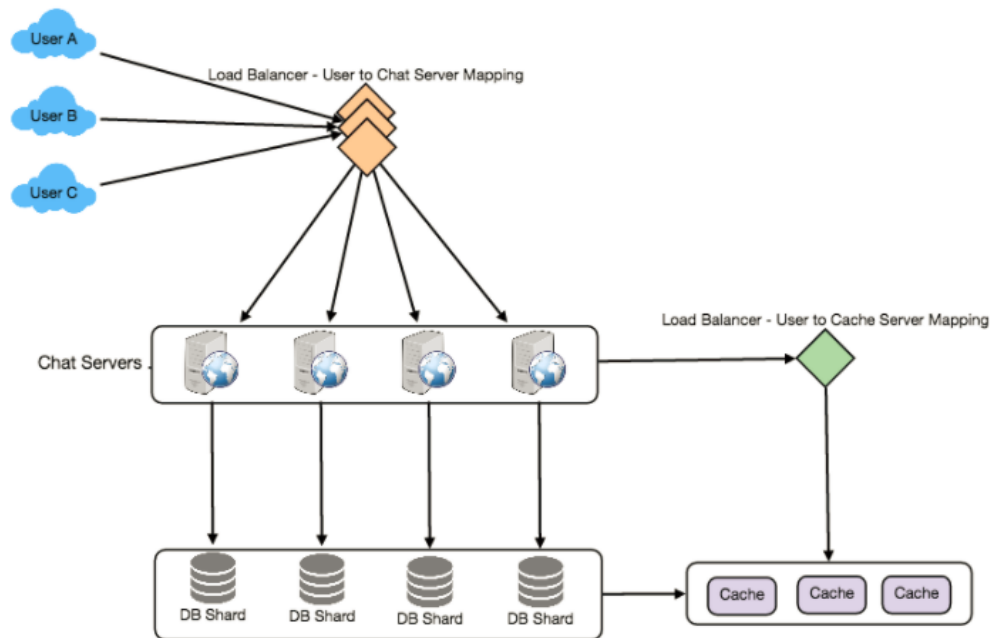 User A
Load Balancer - User to Chat Server Mapping
User B
User C
Load Balancer - User to Cache Server Mapping
Chat Servers
DB Shard
DB Shard
DB Shard
DB Shard
Cache
Cache
Cache